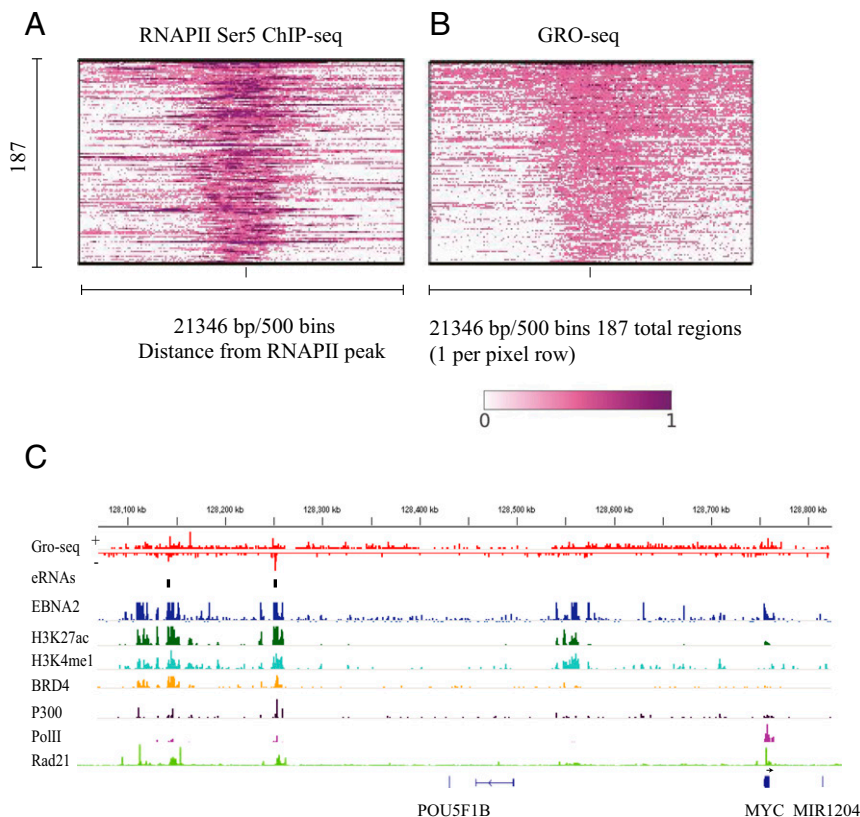 A
RNAPII Ser5 ChIP-seq
B
GRO-seq
187
21346 bp/500 bins
Distance from RNAPII peak
21346 bp/500 bins 187 total regions
(1 per pixel row)
0
1
C
128,100 kb 128,200 kb 128,300 kb 128,400 kb 128,500 kb 128,600 kb 128,700 kb 128,800 kb
Gro-seq + -
eRNAs
EBNA2
H3K27ac
H3K4me1
BRD4
P300
PolII
Rad21
POU5F1B MYC MIR1204